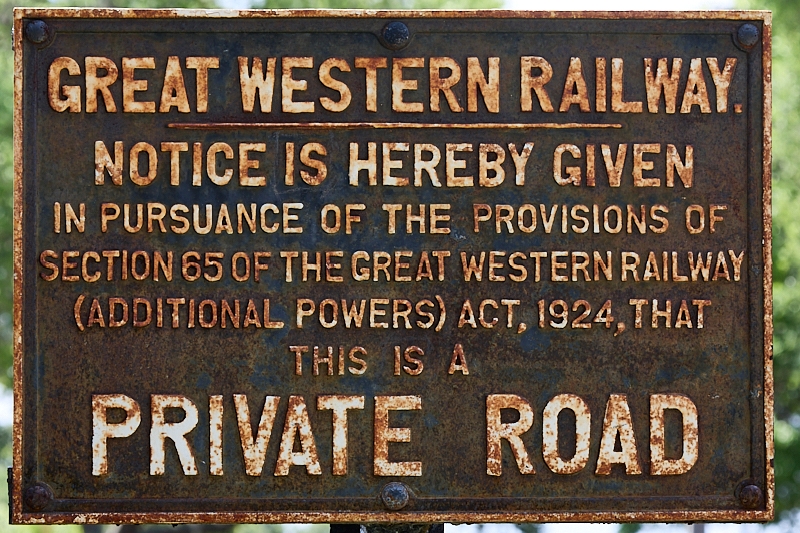 GREAT WESTERN RAILWAY.
NOTICE IS HEREBY GIVEN
IN PURSUANCE OF THE PROVISIONS OF
SECTION 65 OF THE GREAT WESTERN RAILWAY
(ADDITIONAL POWERS) ACT, 1924, THAT
THIS IS A
PRIVATE ROAD